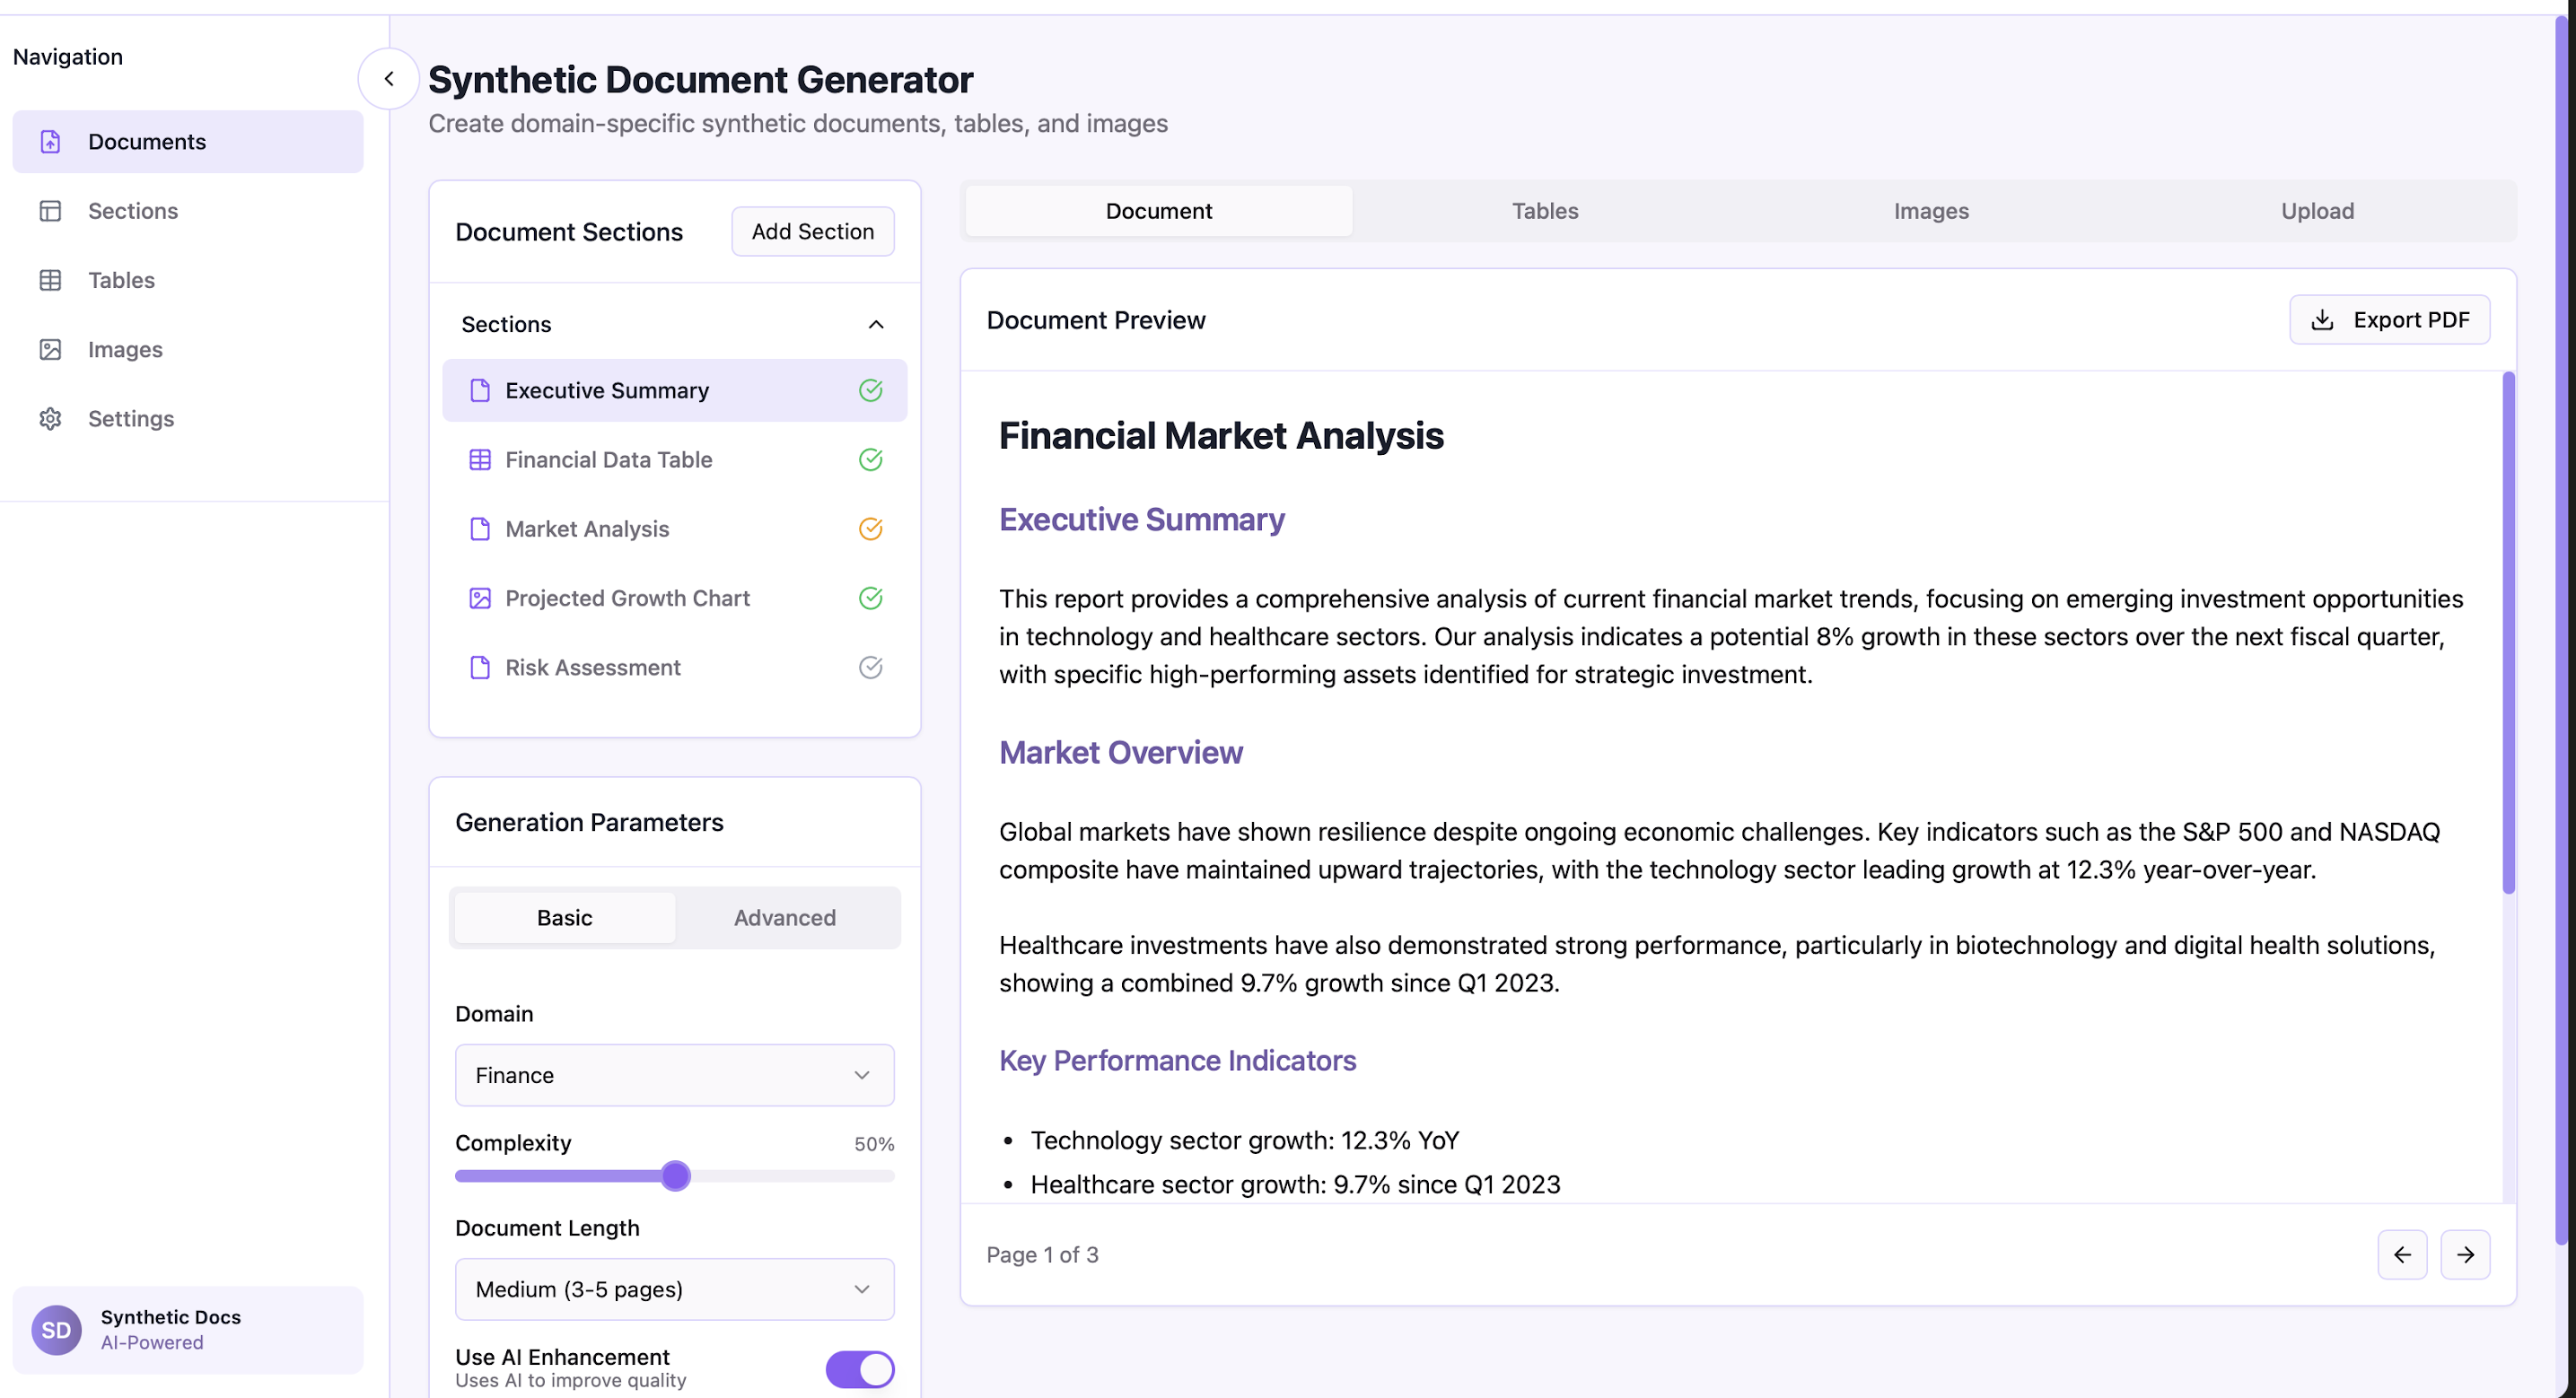 Navigation
Documents
Sections
Tables
Images
Settings
SD
Synthetic Docs
AI-Powered
Synthetic Document Generator
Create domain-specific synthetic documents, tables, and images
Document Sections
Add Section
Sections
Executive Summary
Financial Data Table
Market Analysis
Projected Growth Chart
Risk Assessment
Generation Parameters
Basic
Advanced
Domain
Finance
Complexity
50%
Document Length
Medium (3-5 pages)
Use AI Enhancement
Uses AI to improve quality
Document
Tables
Images
Upload
Document Preview
Export PDF
Financial Market Analysis
Executive Summary
This report provides a comprehensive analysis of current financial market trends, focusing on emerging investment opportunities
in technology and healthcare sectors. Our analysis indicates a potential 8% growth in these sectors over the next fiscal quarter,
with specific high-performing assets identified for strategic investment.
Market Overview
Global markets have shown resilience despite ongoing economic challenges. Key indicators such as the S&P 500 and NASDAQ
composite have maintained upward trajectories, with the technology sector leading growth at 12.3% year-over-year.
Healthcare investments have also demonstrated strong performance, particularly in biotechnology and digital health solutions,
showing a combined 9.7% growth since Q1 2023.
Key Performance Indicators
• Technology sector growth: 12.3% YoY
• Healthcare sector growth: 9.7% since Q1 2023
Page 1 of 3